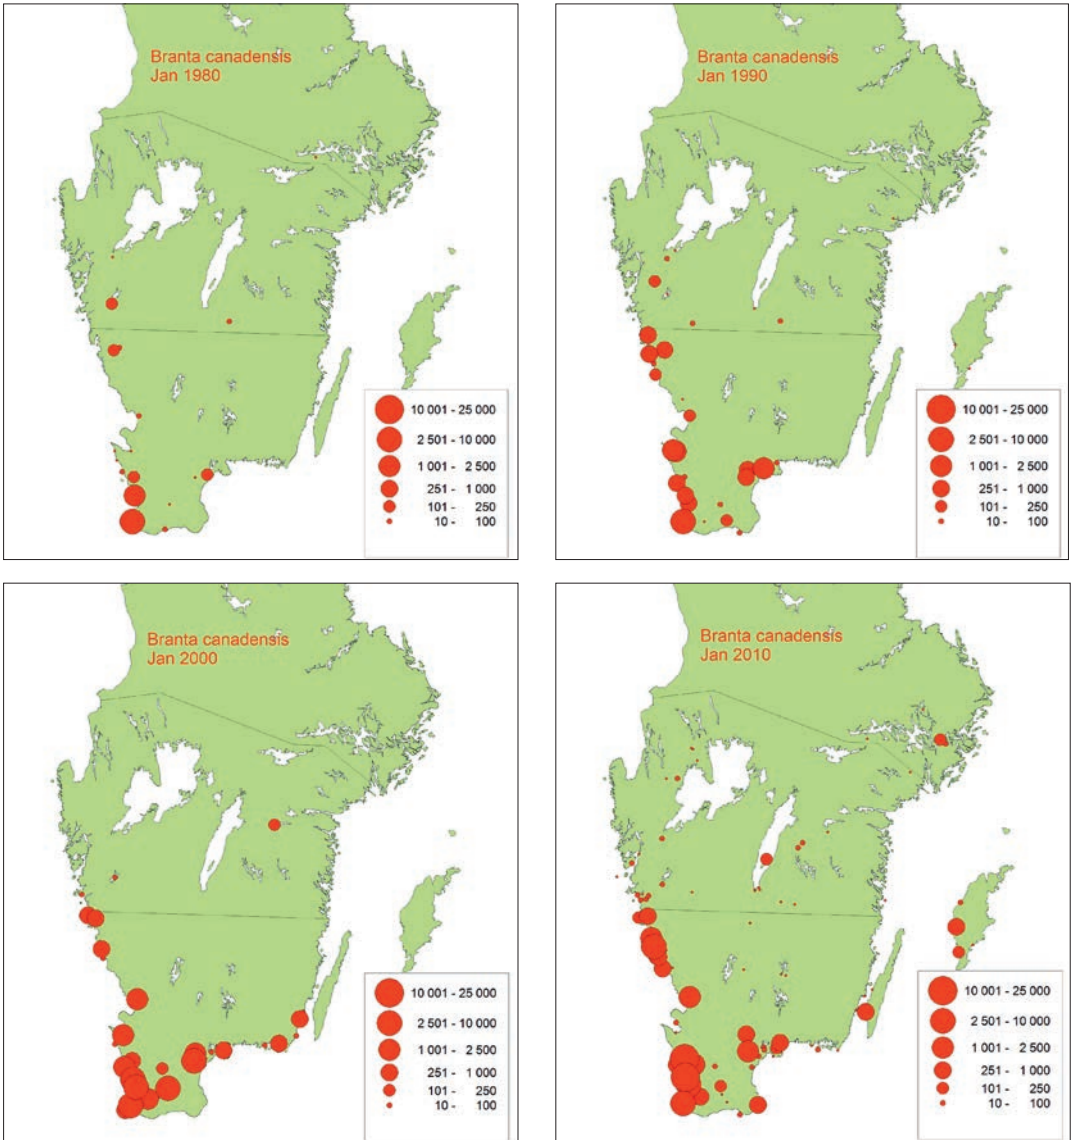 Branta canadensis
Jan 1980
10 001 - 25 000
2 501 - 10 000
1 001 - 2 500
251 - 1 000
101 - 250
10 - 100
Branta canadensis
Jan 1990
10 001 - 25 000
2 501 - 10 000
1 001 - 2 500
251 - 1 000
101 - 250
10 - 100
Branta canadensis
Jan 2000
10 001 - 25 000
2 501 - 10 000
1 001 - 2 500
251 - 1 000
101 - 250
10 - 100
Branta canadensis
Jan 2010
10 001 - 25 000
2 501 - 10 000
1 001 - 2 500
251 - 1 000
101 - 250
10 - 100